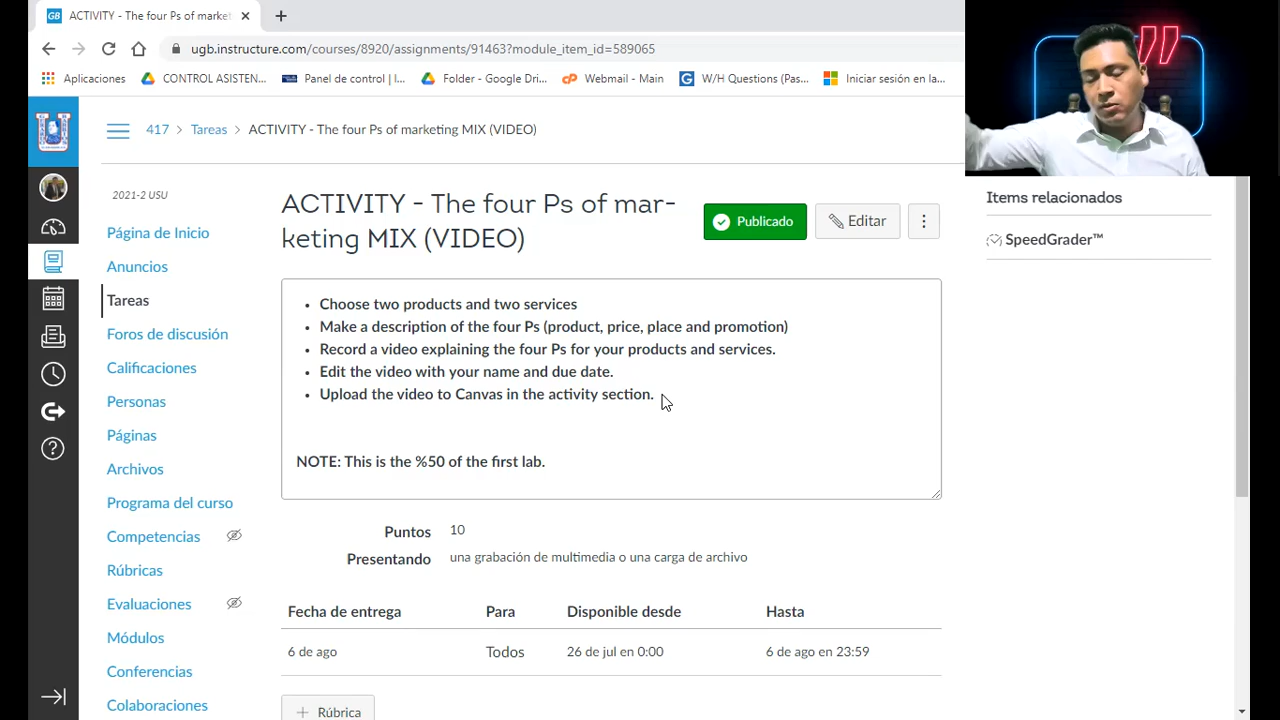 GB ACTIVITY - The four Ps of market
ugb.instructure.com/courses/8920/assignments/91463?module_item_id=589065
Aplicaciones
CONTROL ASISTEN...
Panel de control | I...
Folder - Google Dri...
Webmail - Main
W/H Questions (Pas...
Iniciar sesión en la...
417 > Tareas > ACTIVITY - The four Ps of marketing MIX (VIDEO)
2021-2 USU
Página de Inicio
Anuncios
Tareas
Foros de discusión
Calificaciones
Personas
Páginas
Archivos
Programa del curso
Competencias
Rúbricas
Evaluaciones
Módulos
Conferencias
Colaboraciones
ACTIVITY - The four Ps of mar-
keting MIX (VIDEO)
Publicado
Editar
• Choose two products and two services
• Make a description of the four Ps (product, price, place and promotion)
• Record a video explaining the four Ps for your products and services.
• Edit the video with your name and due date.
• Upload the video to Canvas in the activity section.
NOTE: This is the %50 of the first lab.
Puntos 10
Presentando una grabación de multimedia o una carga de archivo
Fecha de entrega Para Disponible desde Hasta
6 de ago Todos 26 de jul en 0:00 6 de ago en 23:59
+ Rúbrica
Items relacionados
SpeedGrader™